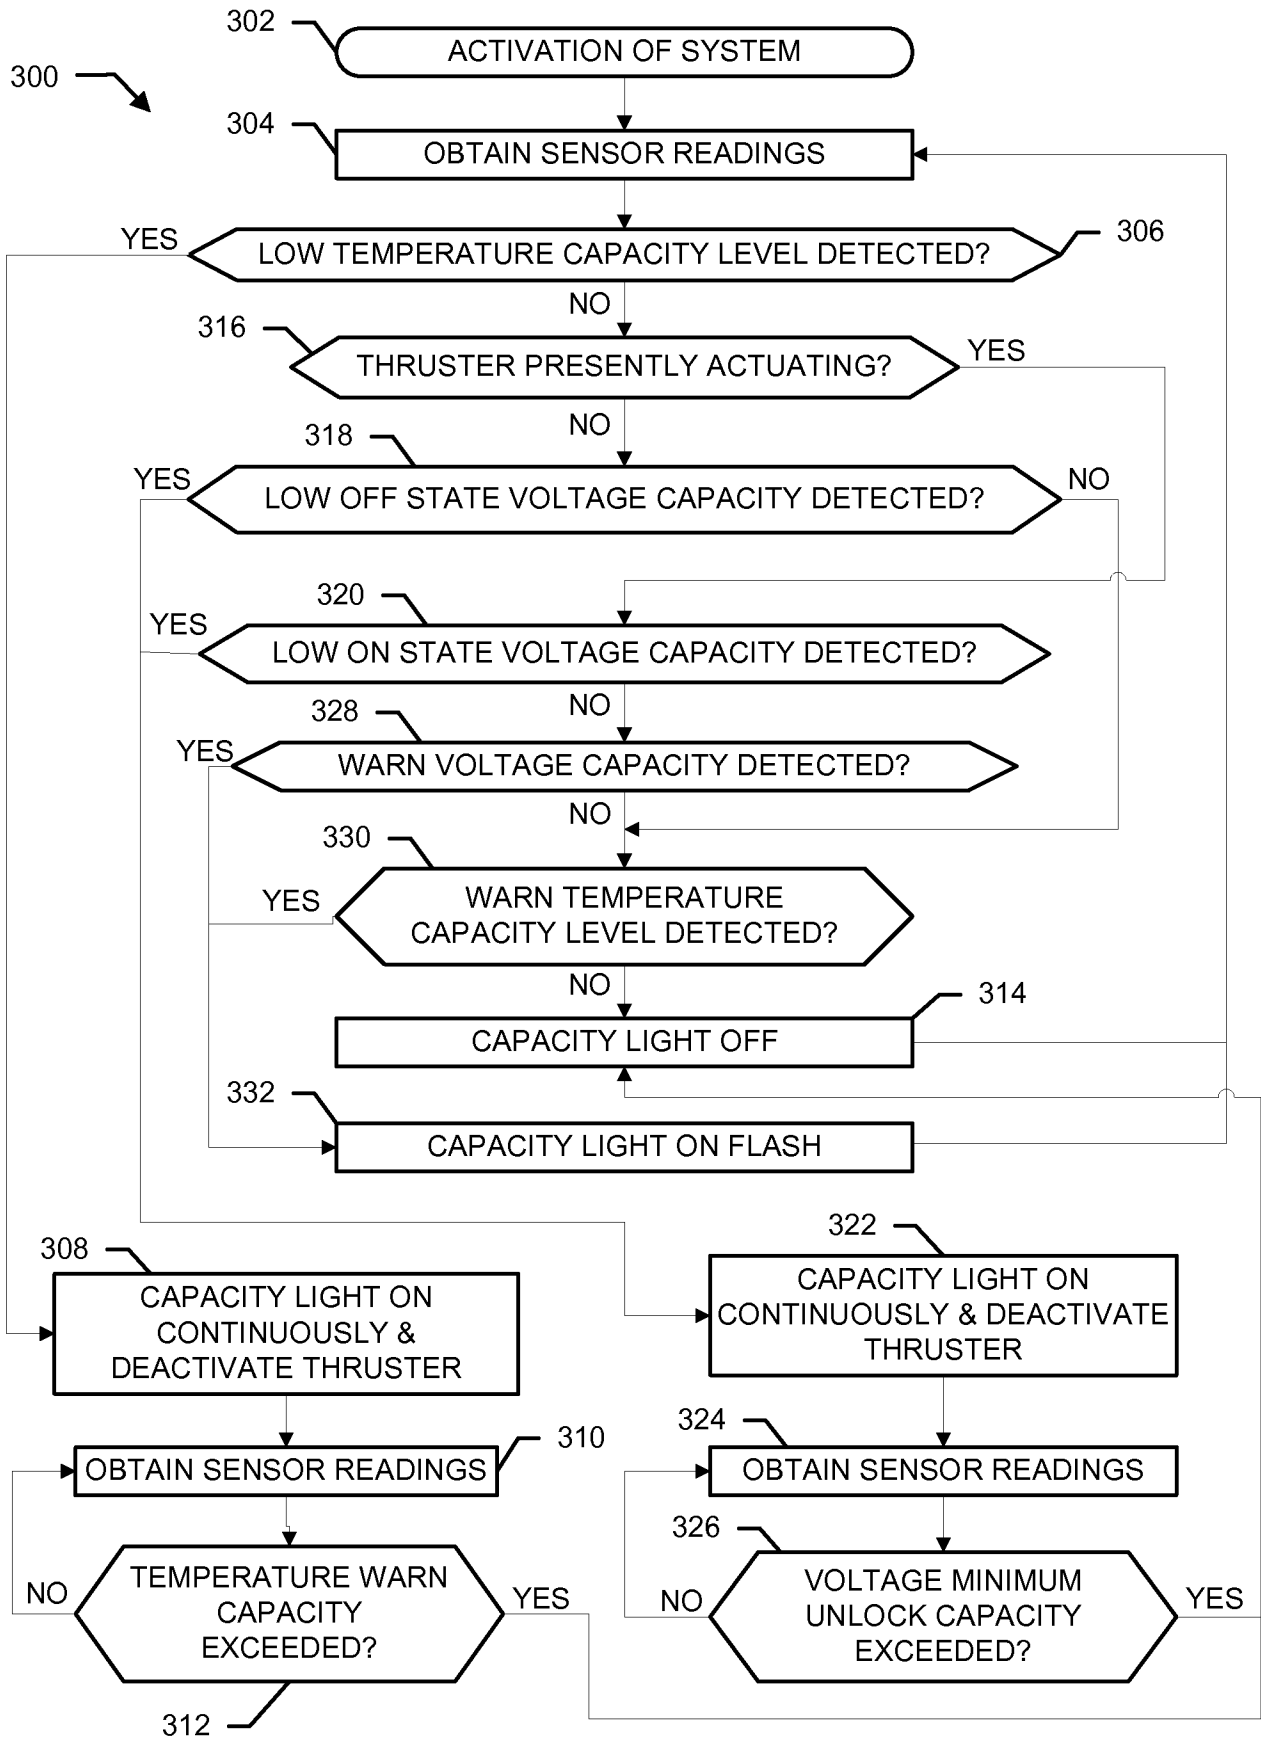 302
ACTIVATION OF SYSTEM
300
304
OBTAIN SENSOR READINGS
YES
LOW TEMPERATURE CAPACITY LEVEL DETECTED?
306
NO
316
THRUSTER PRESENTLY ACTUATING?
YES
NO
318
YES
LOW OFF STATE VOLTAGE CAPACITY DETECTED?
NO
320
YES
LOW ON STATE VOLTAGE CAPACITY DETECTED?
NO
328
YES
WARN VOLTAGE CAPACITY DETECTED?
NO
330
YES
WARN TEMPERATURE
CAPACITY LEVEL DETECTED?
NO
314
CAPACITY LIGHT OFF
332
CAPACITY LIGHT ON FLASH
308
CAPACITY LIGHT ON
CONTINUOUSLY &
DEACTIVATE THRUSTER
310
OBTAIN SENSOR READINGS
NO
TEMPERATURE WARN
CAPACITY
EXCEEDED?
YES
312
322
CAPACITY LIGHT ON
CONTINUOUSLY & DEACTIVATE
THRUSTER
324
OBTAIN SENSOR READINGS
326
NO
VOLTAGE MINIMUM
UNLOCK CAPACITY
EXCEEDED?
YES